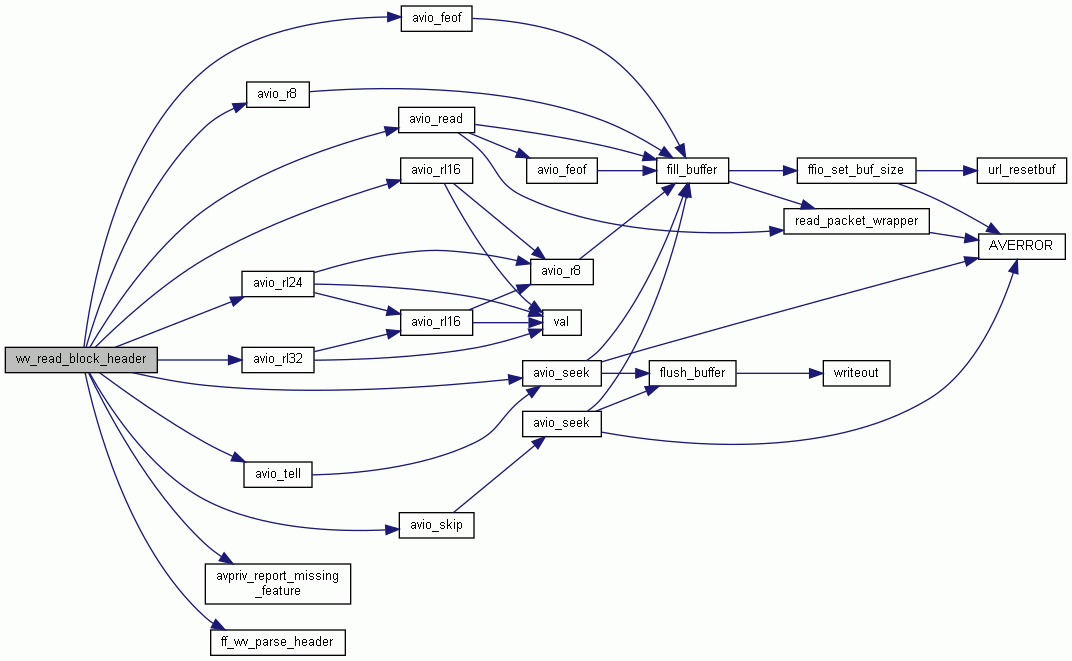 avio_feof
avio_r8
avio_read
avio_rl16
avio_feof
fill_buffer
ffio_set_buf_size
url_resetbuf
read_packet_wrapper
AVERROR
avio_rl24
avio_r8
avio_rl16
val
wv_read_block_header
avio_rl32
avio_seek
flush_buffer
writeout
avio_seek
avio_tell
avio_skip
avpriv_report_missing
_feature
ff_wv_parse_header